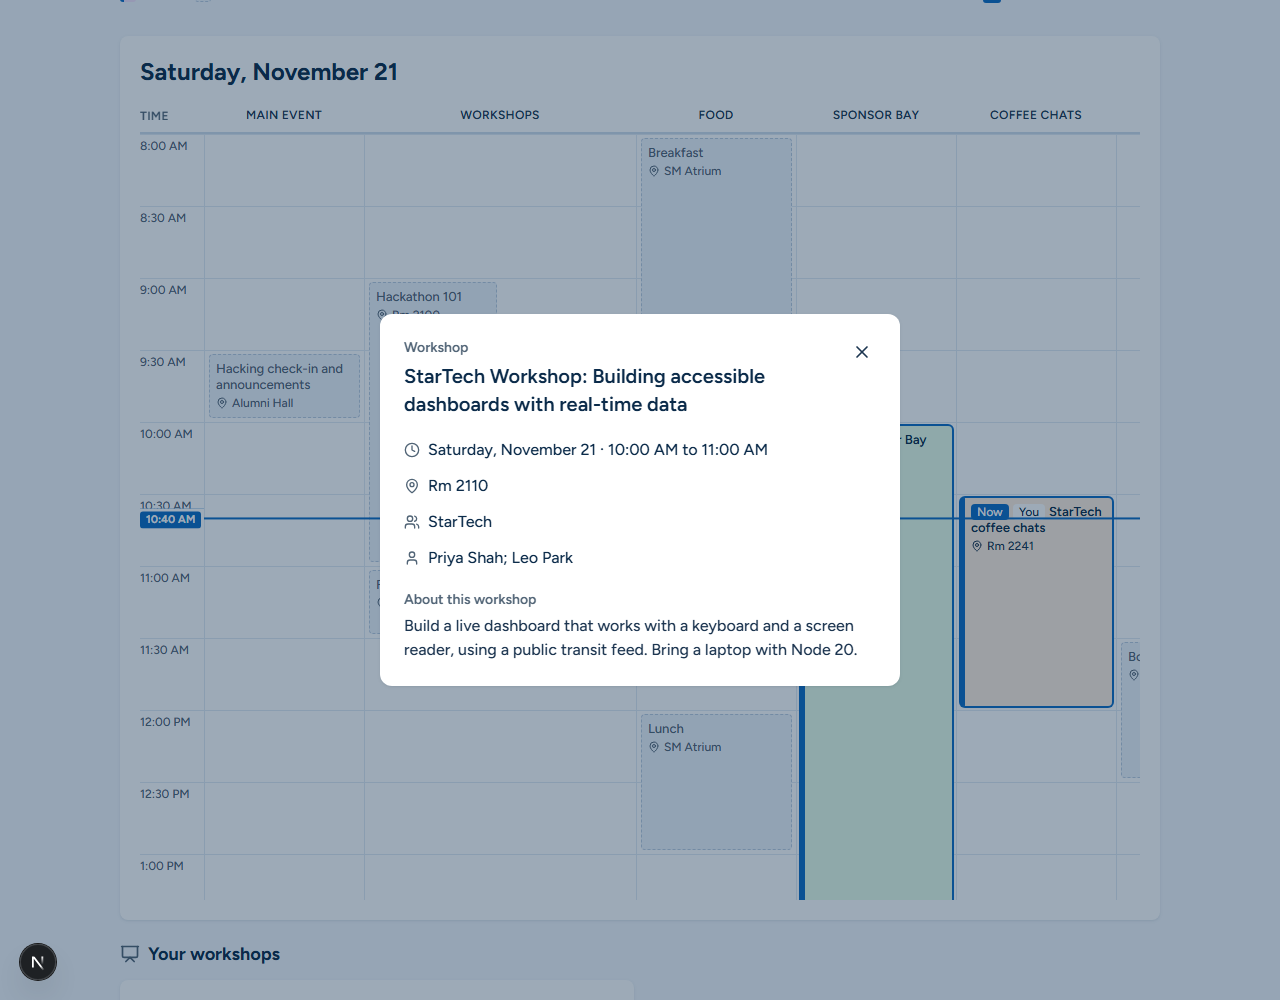 Saturday, November 21
TIME
MAIN EVENT
WORKSHOPS
FOOD
SPONSOR BAY
COFFEE CHATS
8:00 AM
Breakfast
SM Atrium
8:30 AM
9:00 AM
Hackathon 101
Rm 2100
9:30 AM
Hacking check-in and
announcements
Alumni Hall
Workshop
StarTech Workshop: Building accessible
dashboards with real-time data
Saturday, November 21 · 10:00 AM to 11:00 AM
Rm 2110
StarTech
Priya Shah; Leo Park
About this workshop
Build a live dashboard that works with a keyboard and a screen
reader, using a public transit feed. Bring a laptop with Node 20.
10:00 AM
Bay
10:30 AM
10:40 AM
Now You StarTech
coffee chats
Rm 2241
11:00 AM
11:30 AM
12:00 PM
Lunch
SM Atrium
12:30 PM
1:00 PM
Your workshops
N